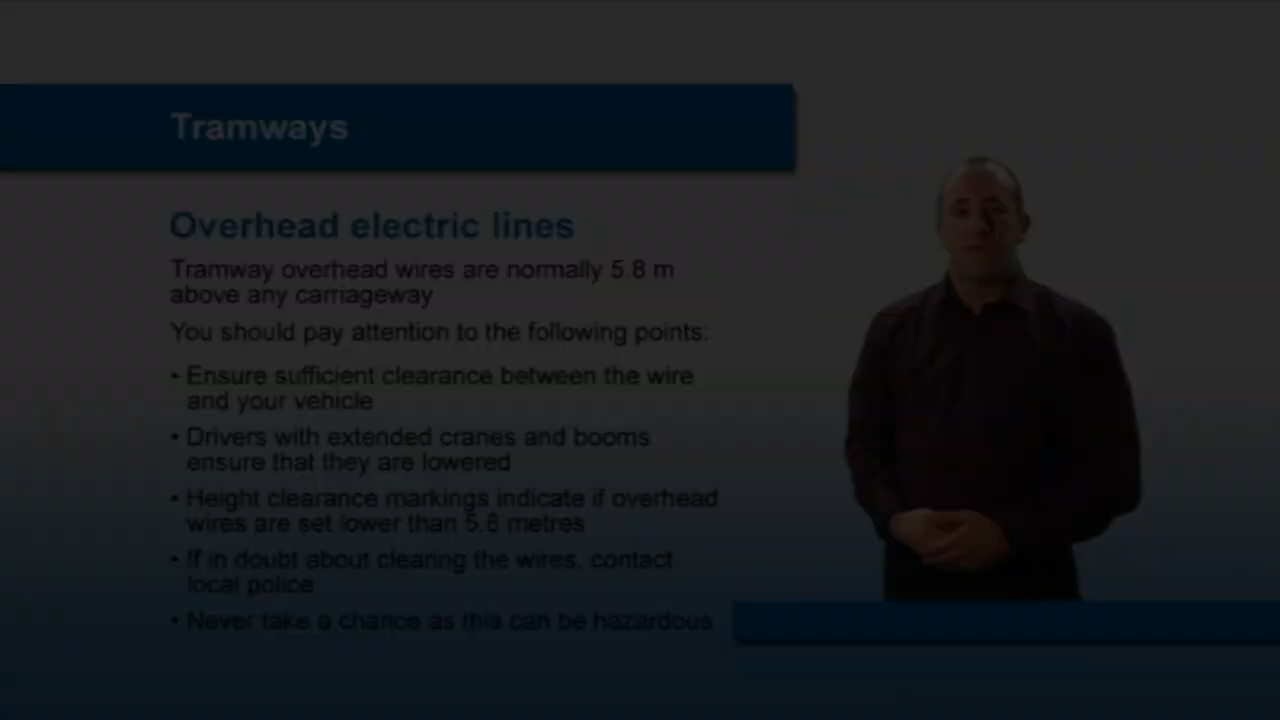 Tramways
Overhead electric lines
Tramway overhead wires are normally 5.8 m
above any carriageway
You should pay attention to the following points:
• Ensure sufficient clearance between the wire
and your vehicle
• Drivers with extended cranes and booms
ensure that they are lowered
• Height clearance markings indicate if overhead
wires are set lower than 5.8 metres
• If in doubt about clearing the wires, contact
local police
• Never take a chance as this can be hazardous